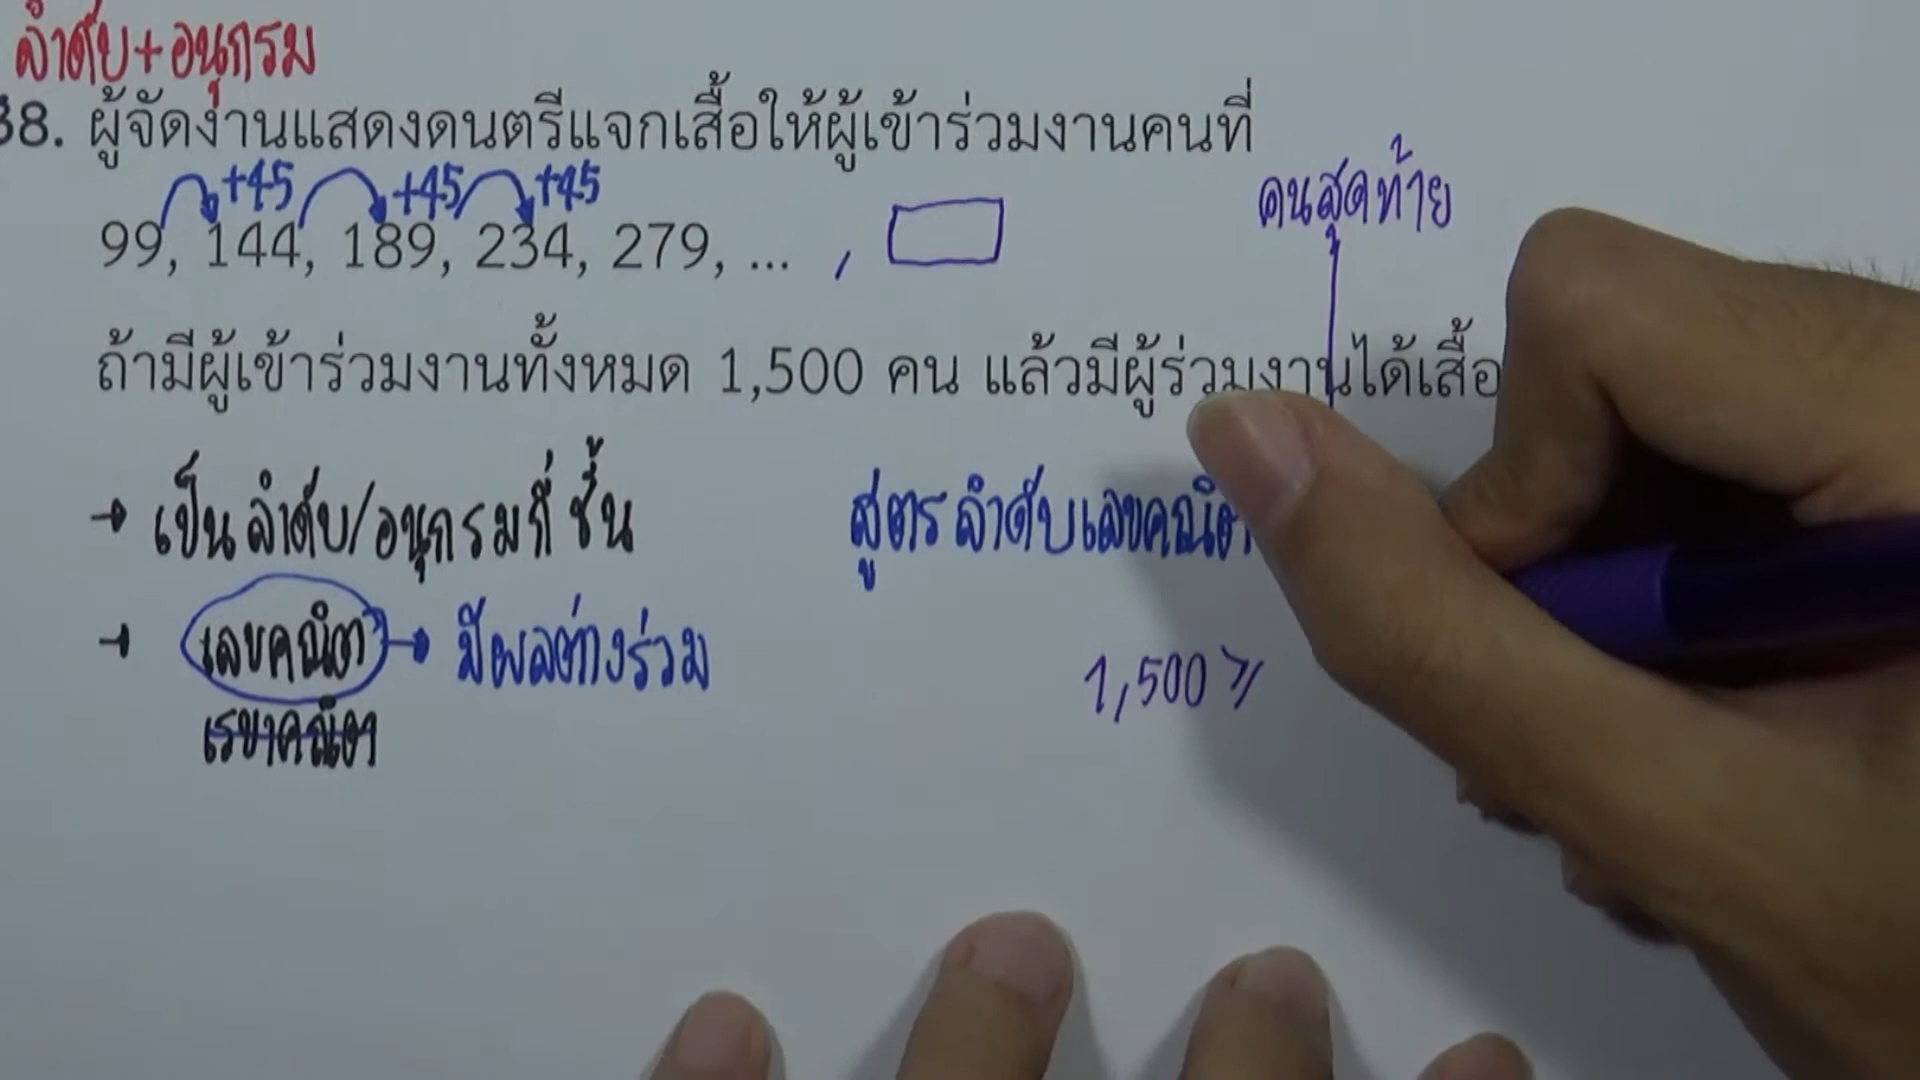 ลำดับ+อนุกรม
38. ผู้จัดงานแสดงดนตรีแจกเสื้อให้ผู้เข้าร่วมงานคนที่
+45 +45 +45
99, 144, 189, 234, 279, ... ,
คนสุดท้าย
ถ้ามีผู้เข้าร่วมงานทั้งหมด 1,500 คน แล้วมีผู้ร่วมงานได้เสื้อ
→ เป็นลำดับ/อนุกรมกี่ชั้น
สูตรลำดับเลขคณิต
→ เลขคณิต → มีผลต่างร่วม
1,500 ≥
เรขาคณิต